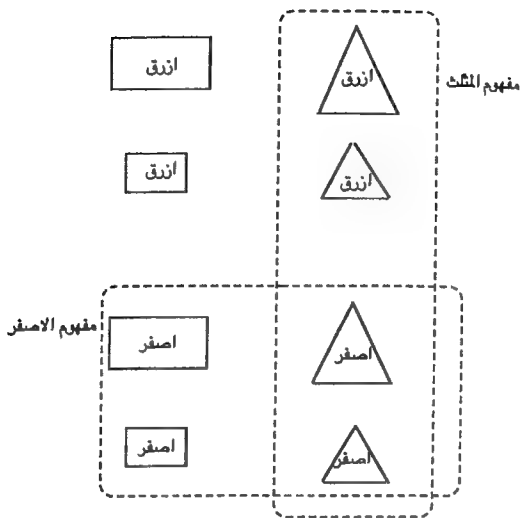 ازرق
ازرق
مفهوم المثلث
ازرق
ازرق
مفهوم الاصفر
اصفر
اصفر
اصفر
اصفر